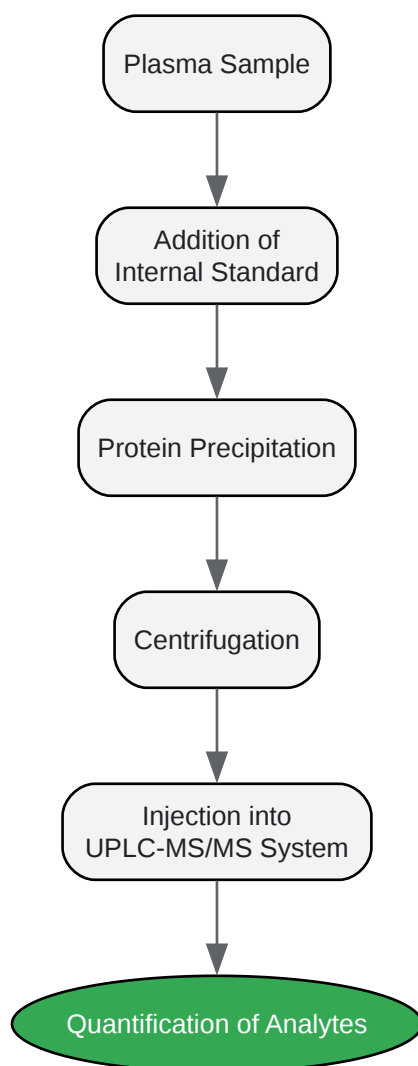 Plasma Sample
Addition of
Internal Standard
Protein Precipitation
Centrifugation
Injection into
UPLC-MS/MS System
Quantification of Analytes